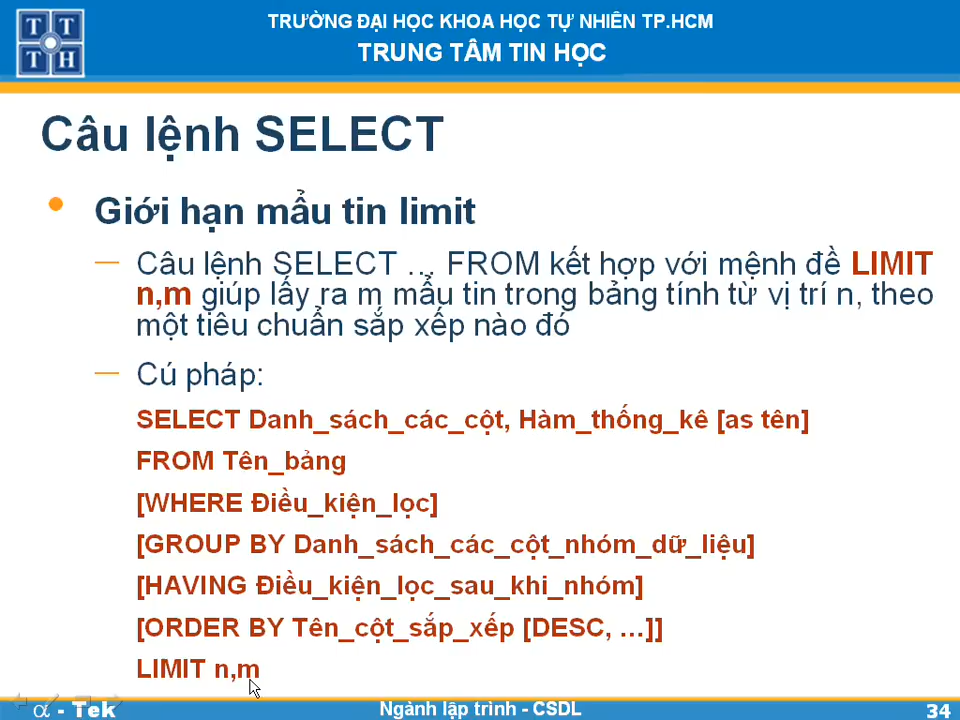 T T
T H
TRƯỜNG ĐẠI HỌC KHOA HỌC TỰ NHIÊN TP.HCM
TRUNG TÂM TIN HỌC
Câu lệnh SELECT
• Giới hạn mẩu tin limit
– Câu lệnh SELECT … FROM kết hợp với mệnh đề LIMIT
n,m giúp lấy ra m mẩu tin trong bảng tính từ vị trí n, theo
một tiêu chuẩn sắp xếp nào đó
– Cú pháp:
SELECT Danh_sách_các_cột, Hàm_thống_kê [as tên]
FROM Tên_bảng
[WHERE Điều_kiện_lọc]
[GROUP BY Danh_sách_các_cột_nhóm_dữ_liệu]
[HAVING Điều_kiện_lọc_sau_khi_nhóm]
[ORDER BY Tên_cột_sắp_xếp [DESC, …]]
LIMIT n,m
α - Tek
Ngành lập trình - CSDL
34